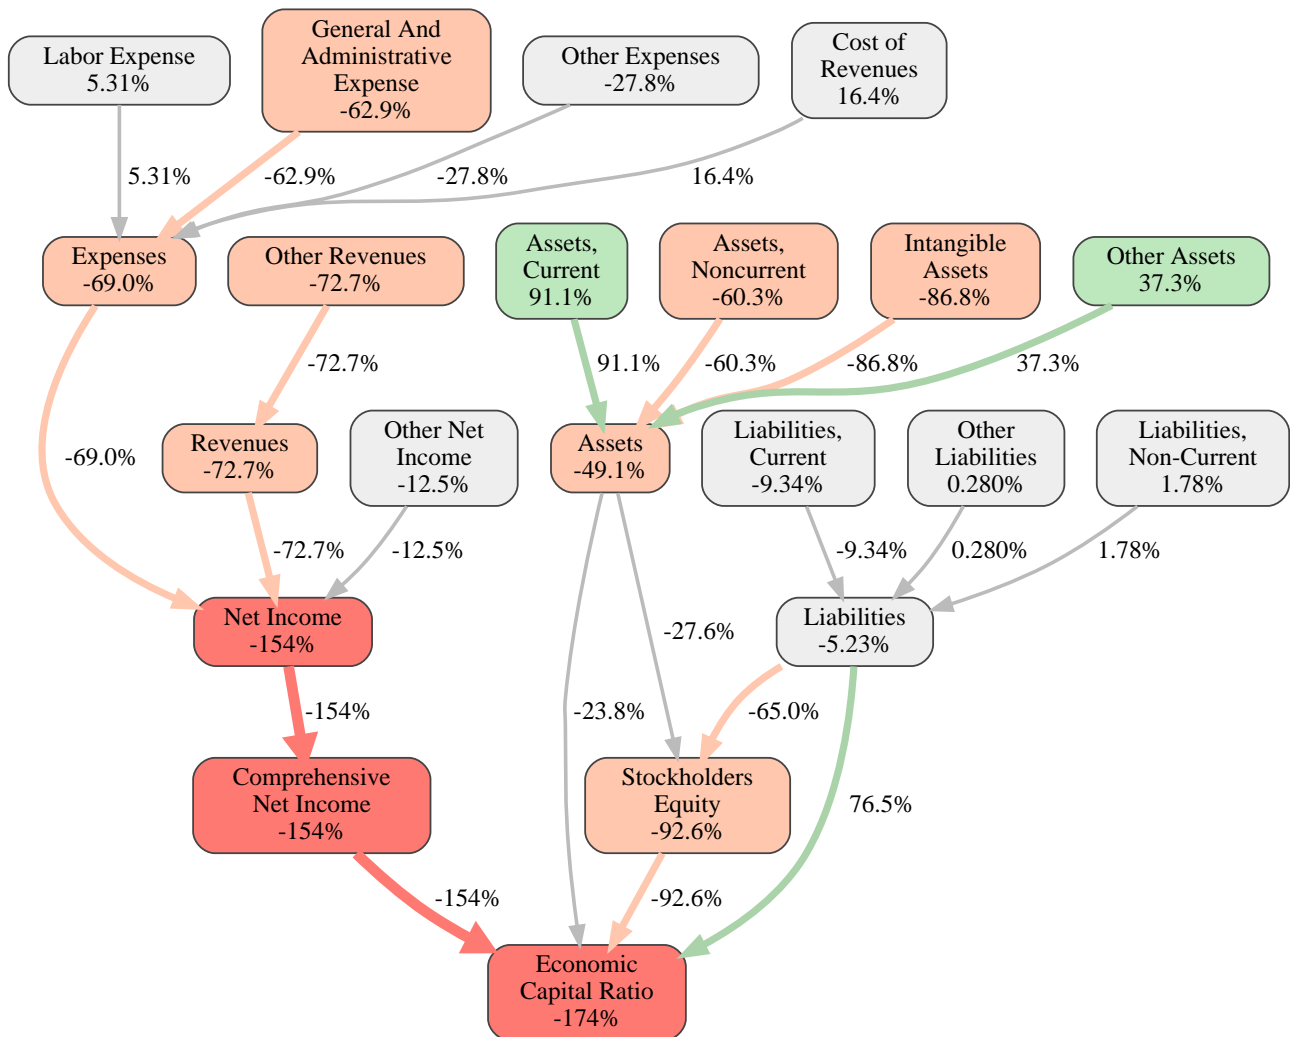 Labor Expense
5.31%
General And
Administrative
Expense
-62.9%
Other Expenses
-27.8%
Cost of
Revenues
16.4%
5.31%
-62.9%
-27.8%
16.4%
Expenses
-69.0%
Other Revenues
-72.7%
Assets,
Current
91.1%
Assets,
Noncurrent
-60.3%
Intangible
Assets
-86.8%
Other Assets
37.3%
-72.7%
91.1%
-60.3%
-86.8%
37.3%
-69.0%
Revenues
-72.7%
Other Net
Income
-12.5%
Assets
-49.1%
Liabilities,
Current
-9.34%
Other
Liabilities
0.280%
Liabilities,
Non-Current
1.78%
-72.7%
-12.5%
-9.34%
0.280%
1.78%
Net Income
-154%
-27.6%
Liabilities
-5.23%
-154%
-23.8%
-65.0%
76.5%
Comprehensive
Net Income
-154%
Stockholders
Equity
-92.6%
-154%
-92.6%
Economic
Capital Ratio
-174%